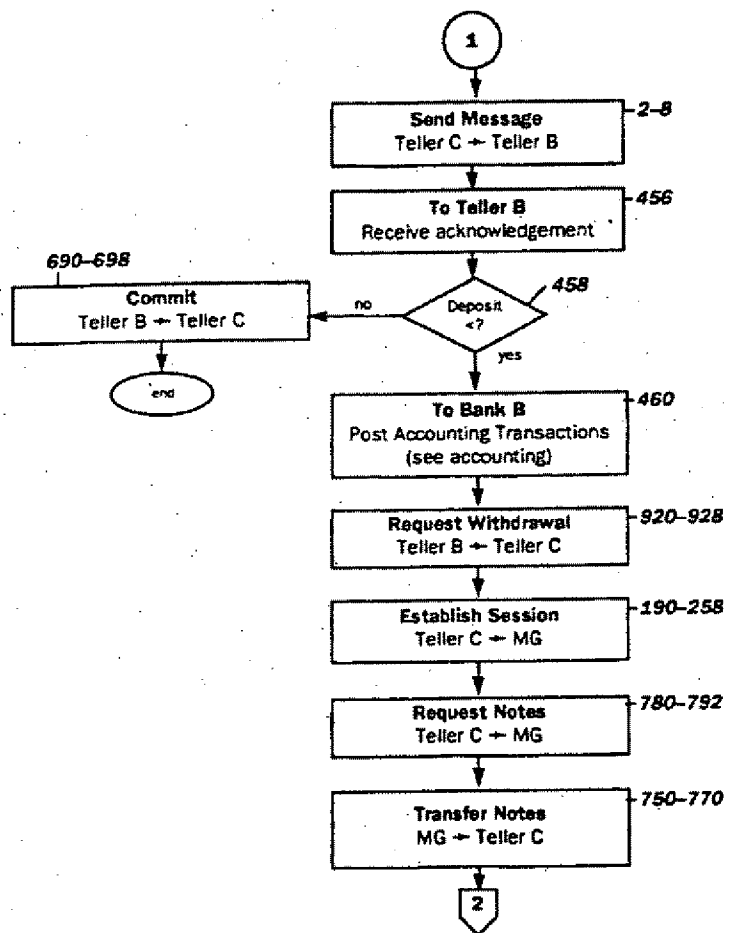 1
Send Message
Teller C → Teller B
2–8
To Teller B
Receive acknowledgement
456
Deposit
<?
458
no
yes
690–698
Commit
Teller B → Teller C
end
To Bank B
Post Accounting Transactions
(see accounting)
460
Request Withdrawal
Teller B → Teller C
920–928
Establish Session
Teller C → MG
190–258
Request Notes
Teller C → MG
780–792
Transfer Notes
MG → Teller C
750–770
2